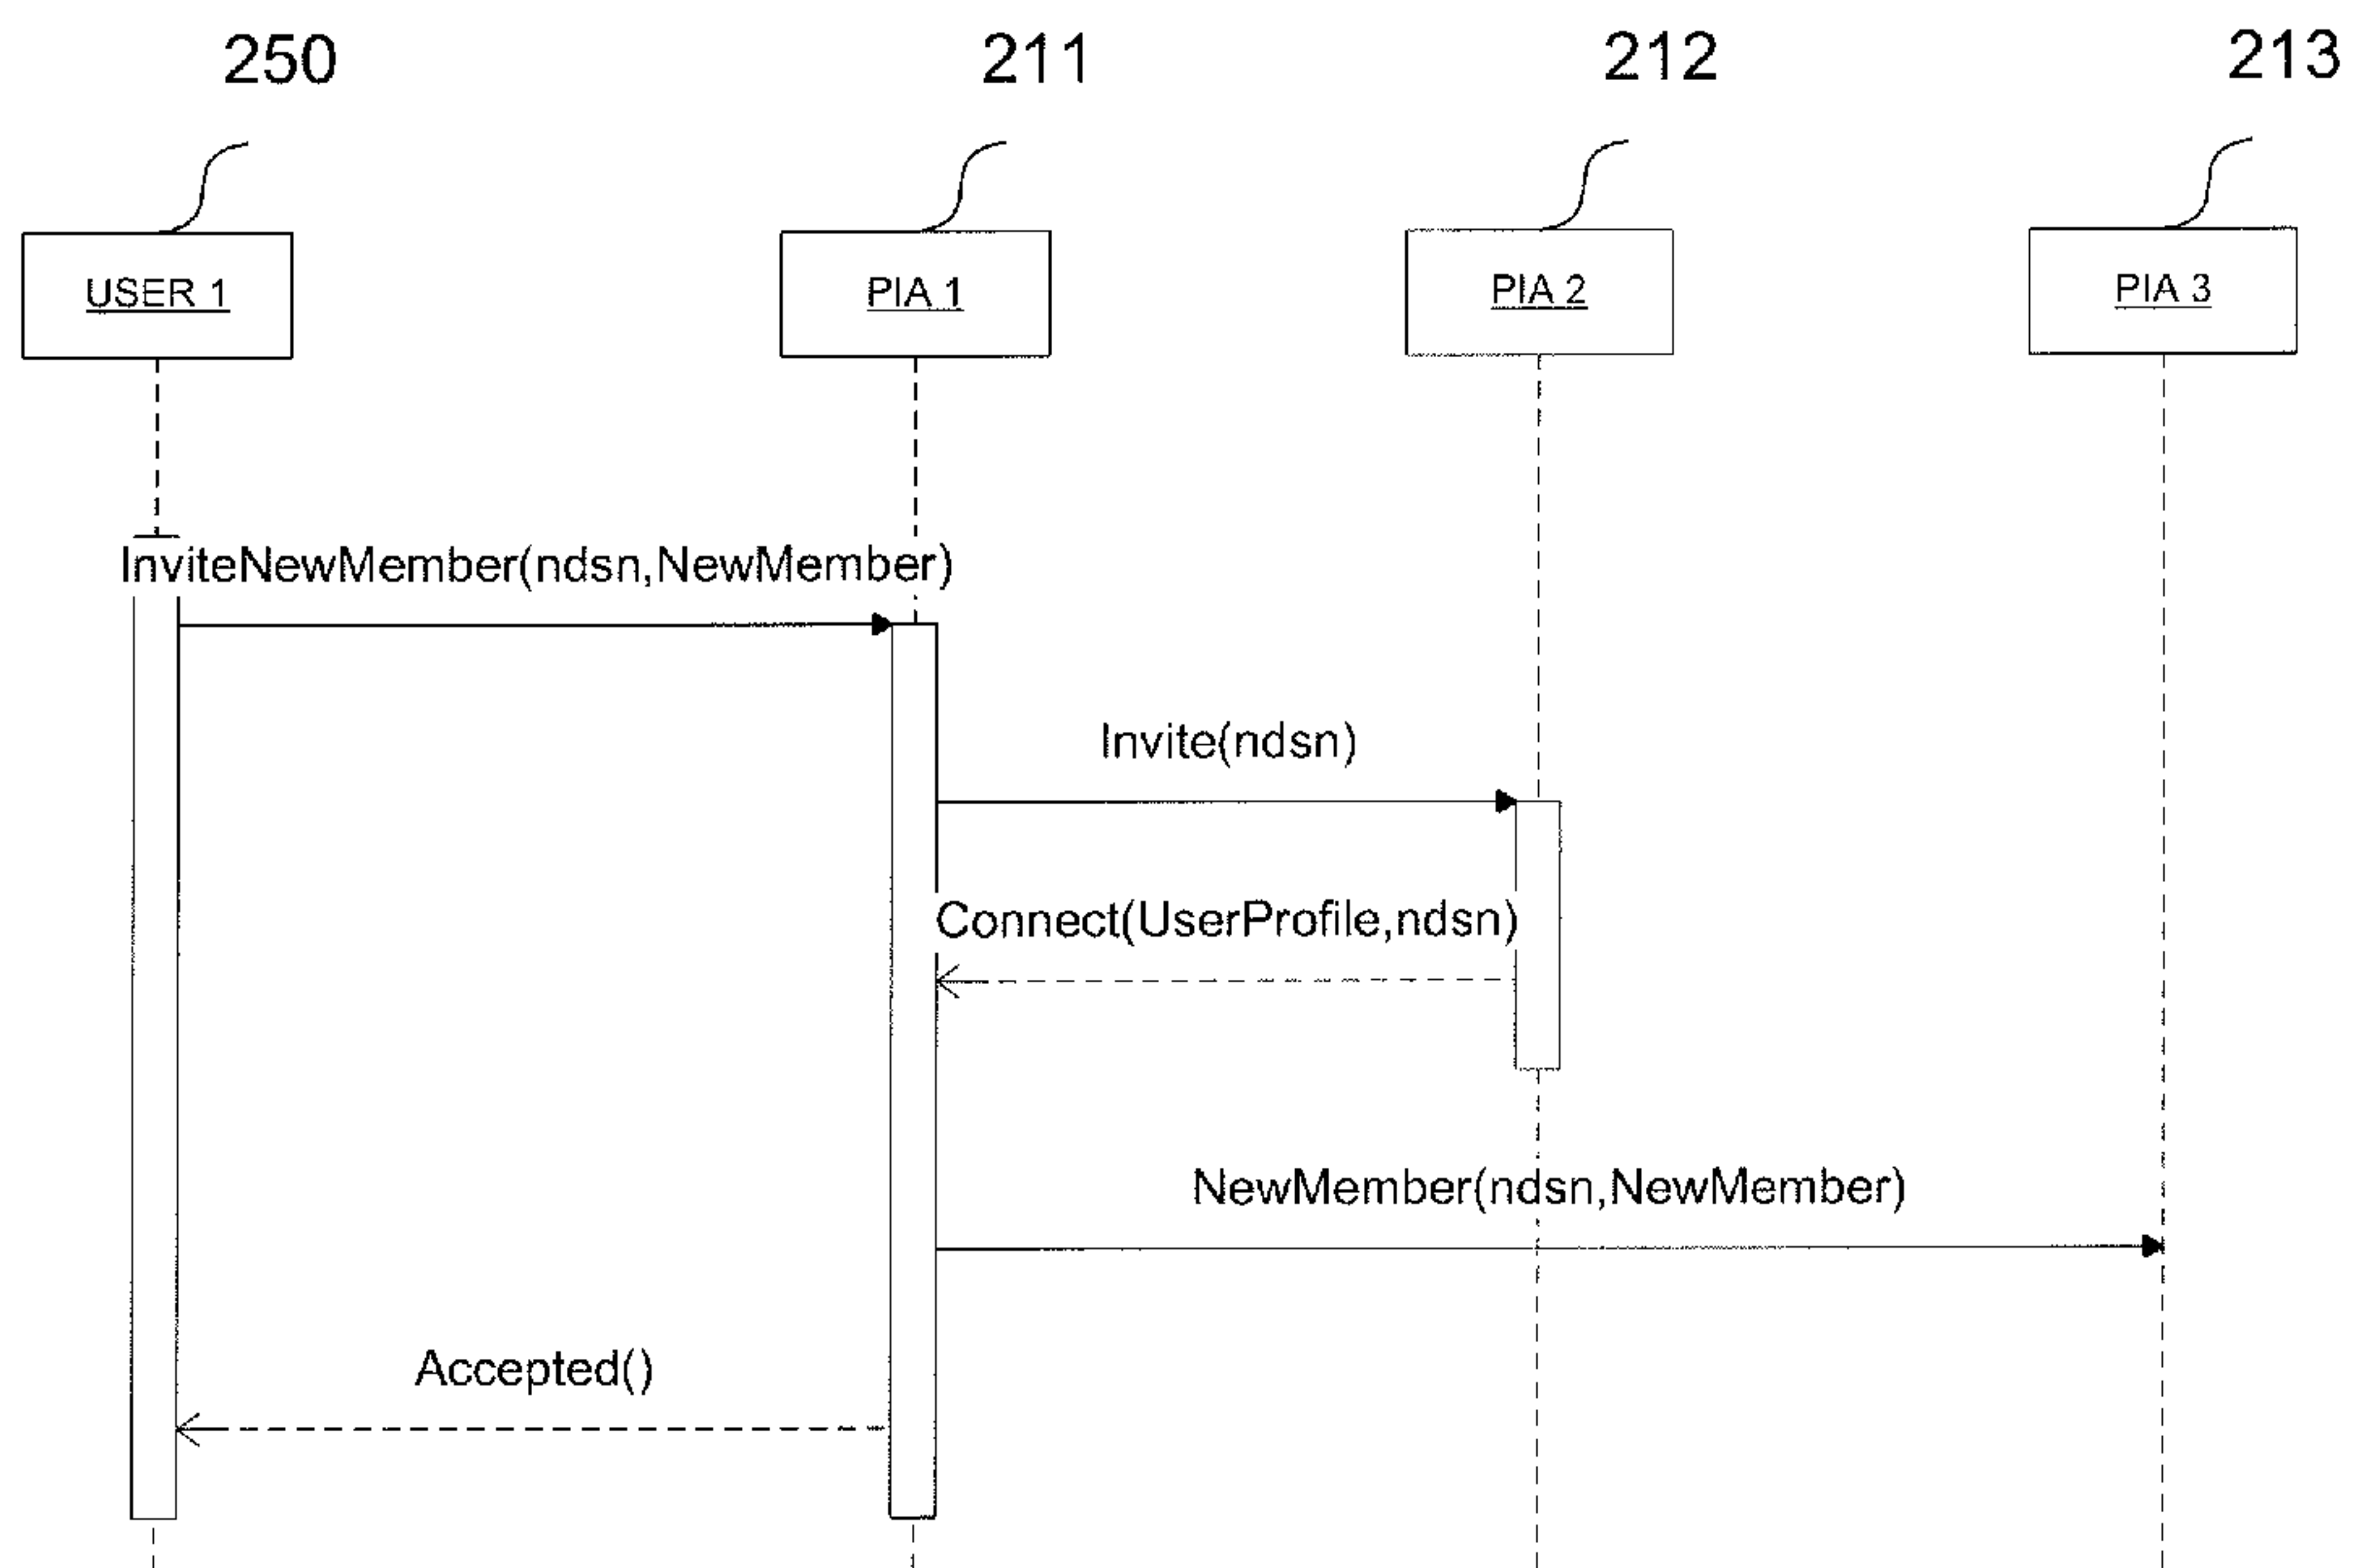 250
211
212
213
USER 1
PIA 1
PIA 2
PIA 3
InviteNewMember(ndsn,NewMember)
Invite(ndsn)
Connect(UserProfile,ndsn)
NewMember(ndsn,NewMember)
Accepted()